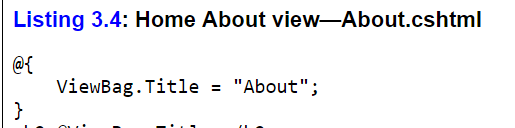 Listing 3.4: Home About view—About.cshtml
@{
    ViewBag.Title = "About";
}